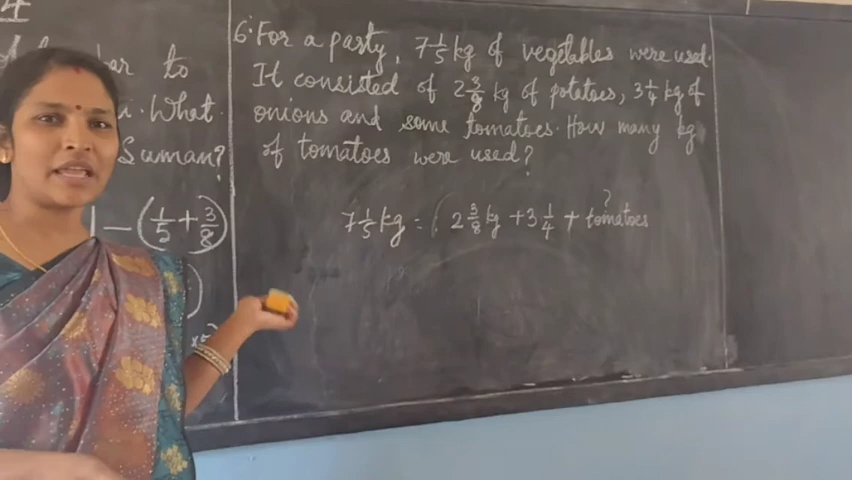 4
to
i. What
Suman?
1 - (1/5 + 3/8)
6. For a party, 7 1/5 kg of vegetables were used.
It consisted of 2 3/8 kg of potatoes, 3 1/4 kg of
onions and some tomatoes. How many kg
of tomatoes were used?
?
7 1/5 kg = ( 2 3/8 kg + 3 1/4 + tomatoes